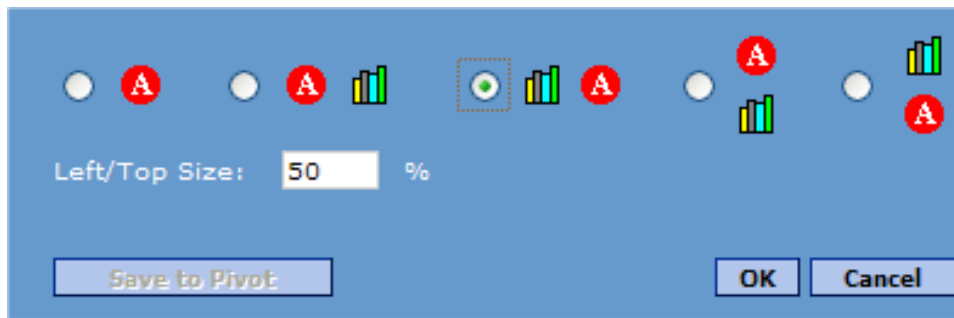 A A A A
A
Left/Top Size: 50 %
Save to Pivot OK Cancel